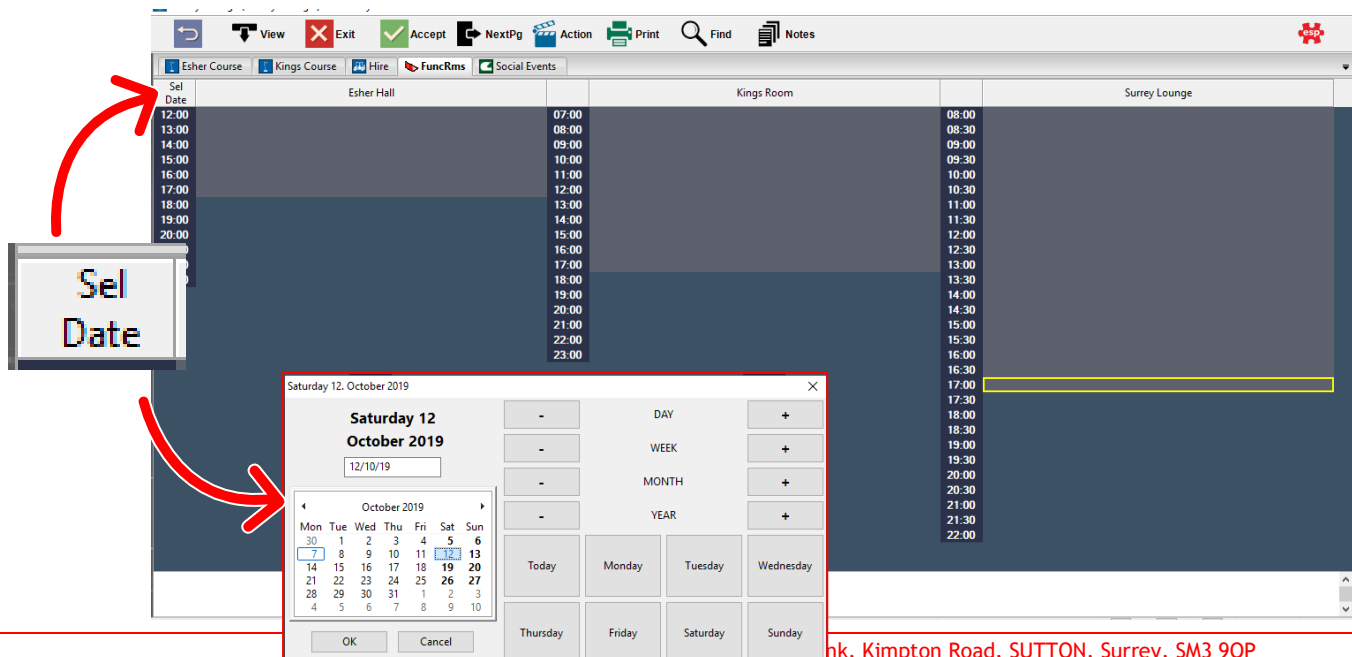 View Exit Accept NextPg Action Print Find Notes esp
Esher Course Kings Course Hire FuncRms Social Events
Sel
Date
Esher Hall Kings Room Surrey Lounge
12:00 07:00 08:00
13:00 08:00 08:30
14:00 09:00 09:00
15:00 10:00 09:30
16:00 11:00 10:00
17:00 12:00 10:30
18:00 13:00 11:00
19:00 14:00 11:30
20:00 15:00 12:00
16:00 12:30
17:00 13:00
18:00 13:30
19:00 14:00
20:00 14:30
21:00 15:00
22:00 15:30
23:00 16:00
16:30
17:00
17:30
18:00
18:30
19:00
19:30
20:00
20:30
21:00
21:30
22:00
Sel
Date
Saturday 12. October 2019
Saturday 12
October 2019
12/10/19
October 2019
Mon Tue Wed Thu Fri Sat Sun
30 1 2 3 4 5 6
7 8 9 10 11 12 13
14 15 16 17 18 19 20
21 22 23 24 25 26 27
28 29 30 31 1 2 3
4 5 6 7 8 9 10
OK Cancel
- DAY +
- WEEK +
- MONTH +
- YEAR +
Today Monday Tuesday Wednesday
Thursday Friday Saturday Sunday
Kimpton Road, SUTTON, Surrey, SM3 9QP